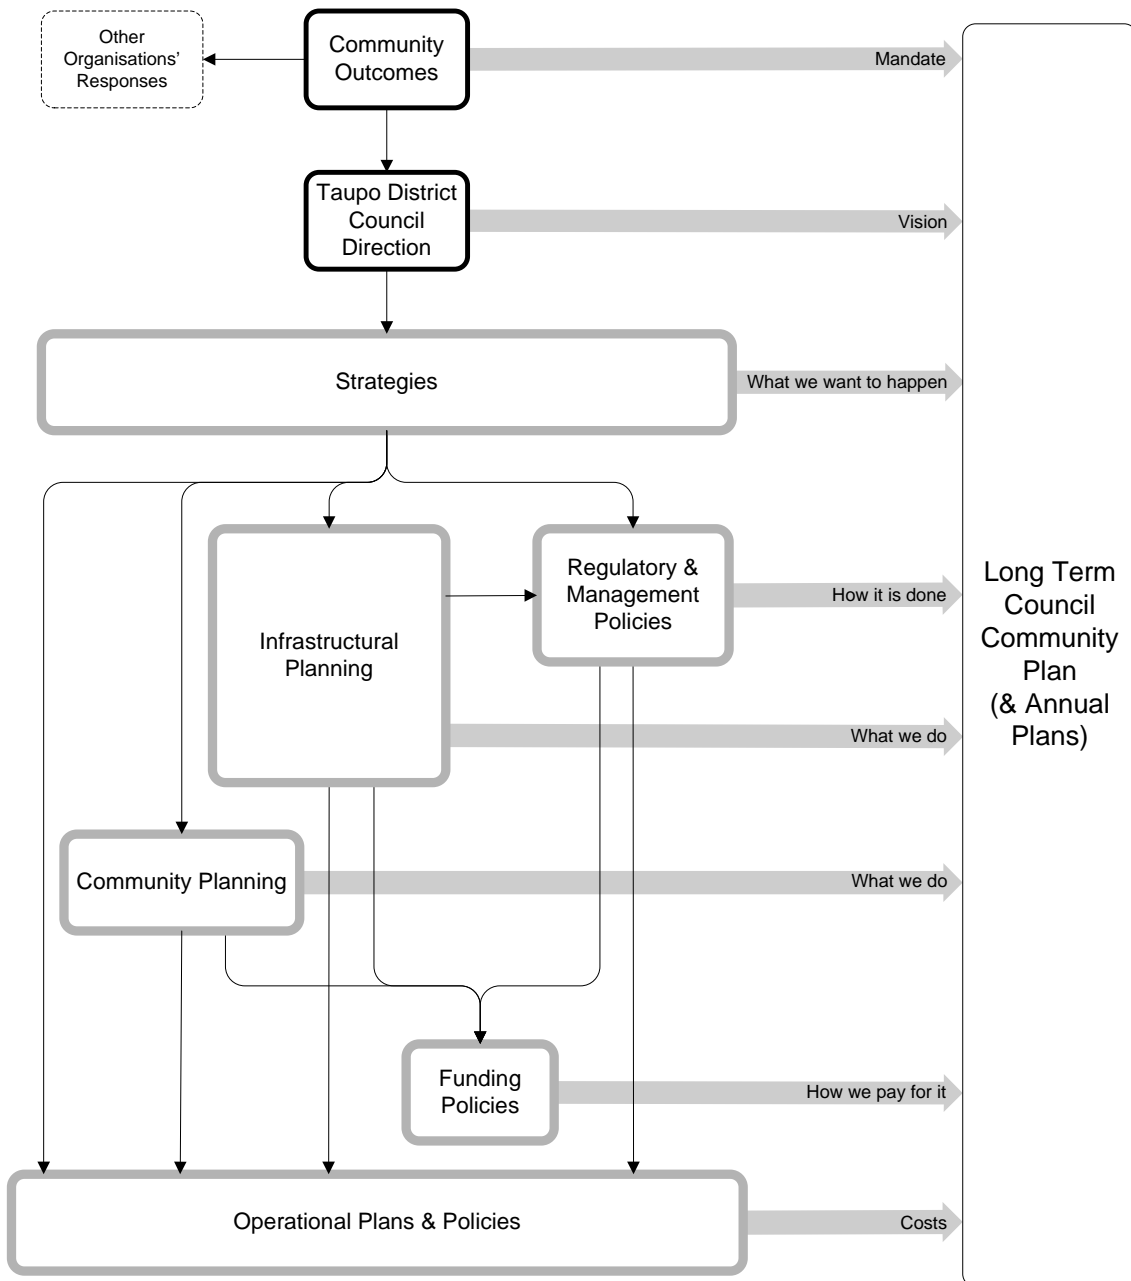 Other
Organisations’
Responses
Community
Outcomes
Mandate
Taupo District
Council
Direction
Vision
Strategies
What we want to happen
Infrastructural
Planning
Regulatory &
Management
Policies
How it is done
What we do
Community Planning
What we do
Funding
Policies
How we pay for it
Operational Plans & Policies
Costs
Long Term
Council
Community
Plan
(& Annual
Plans)